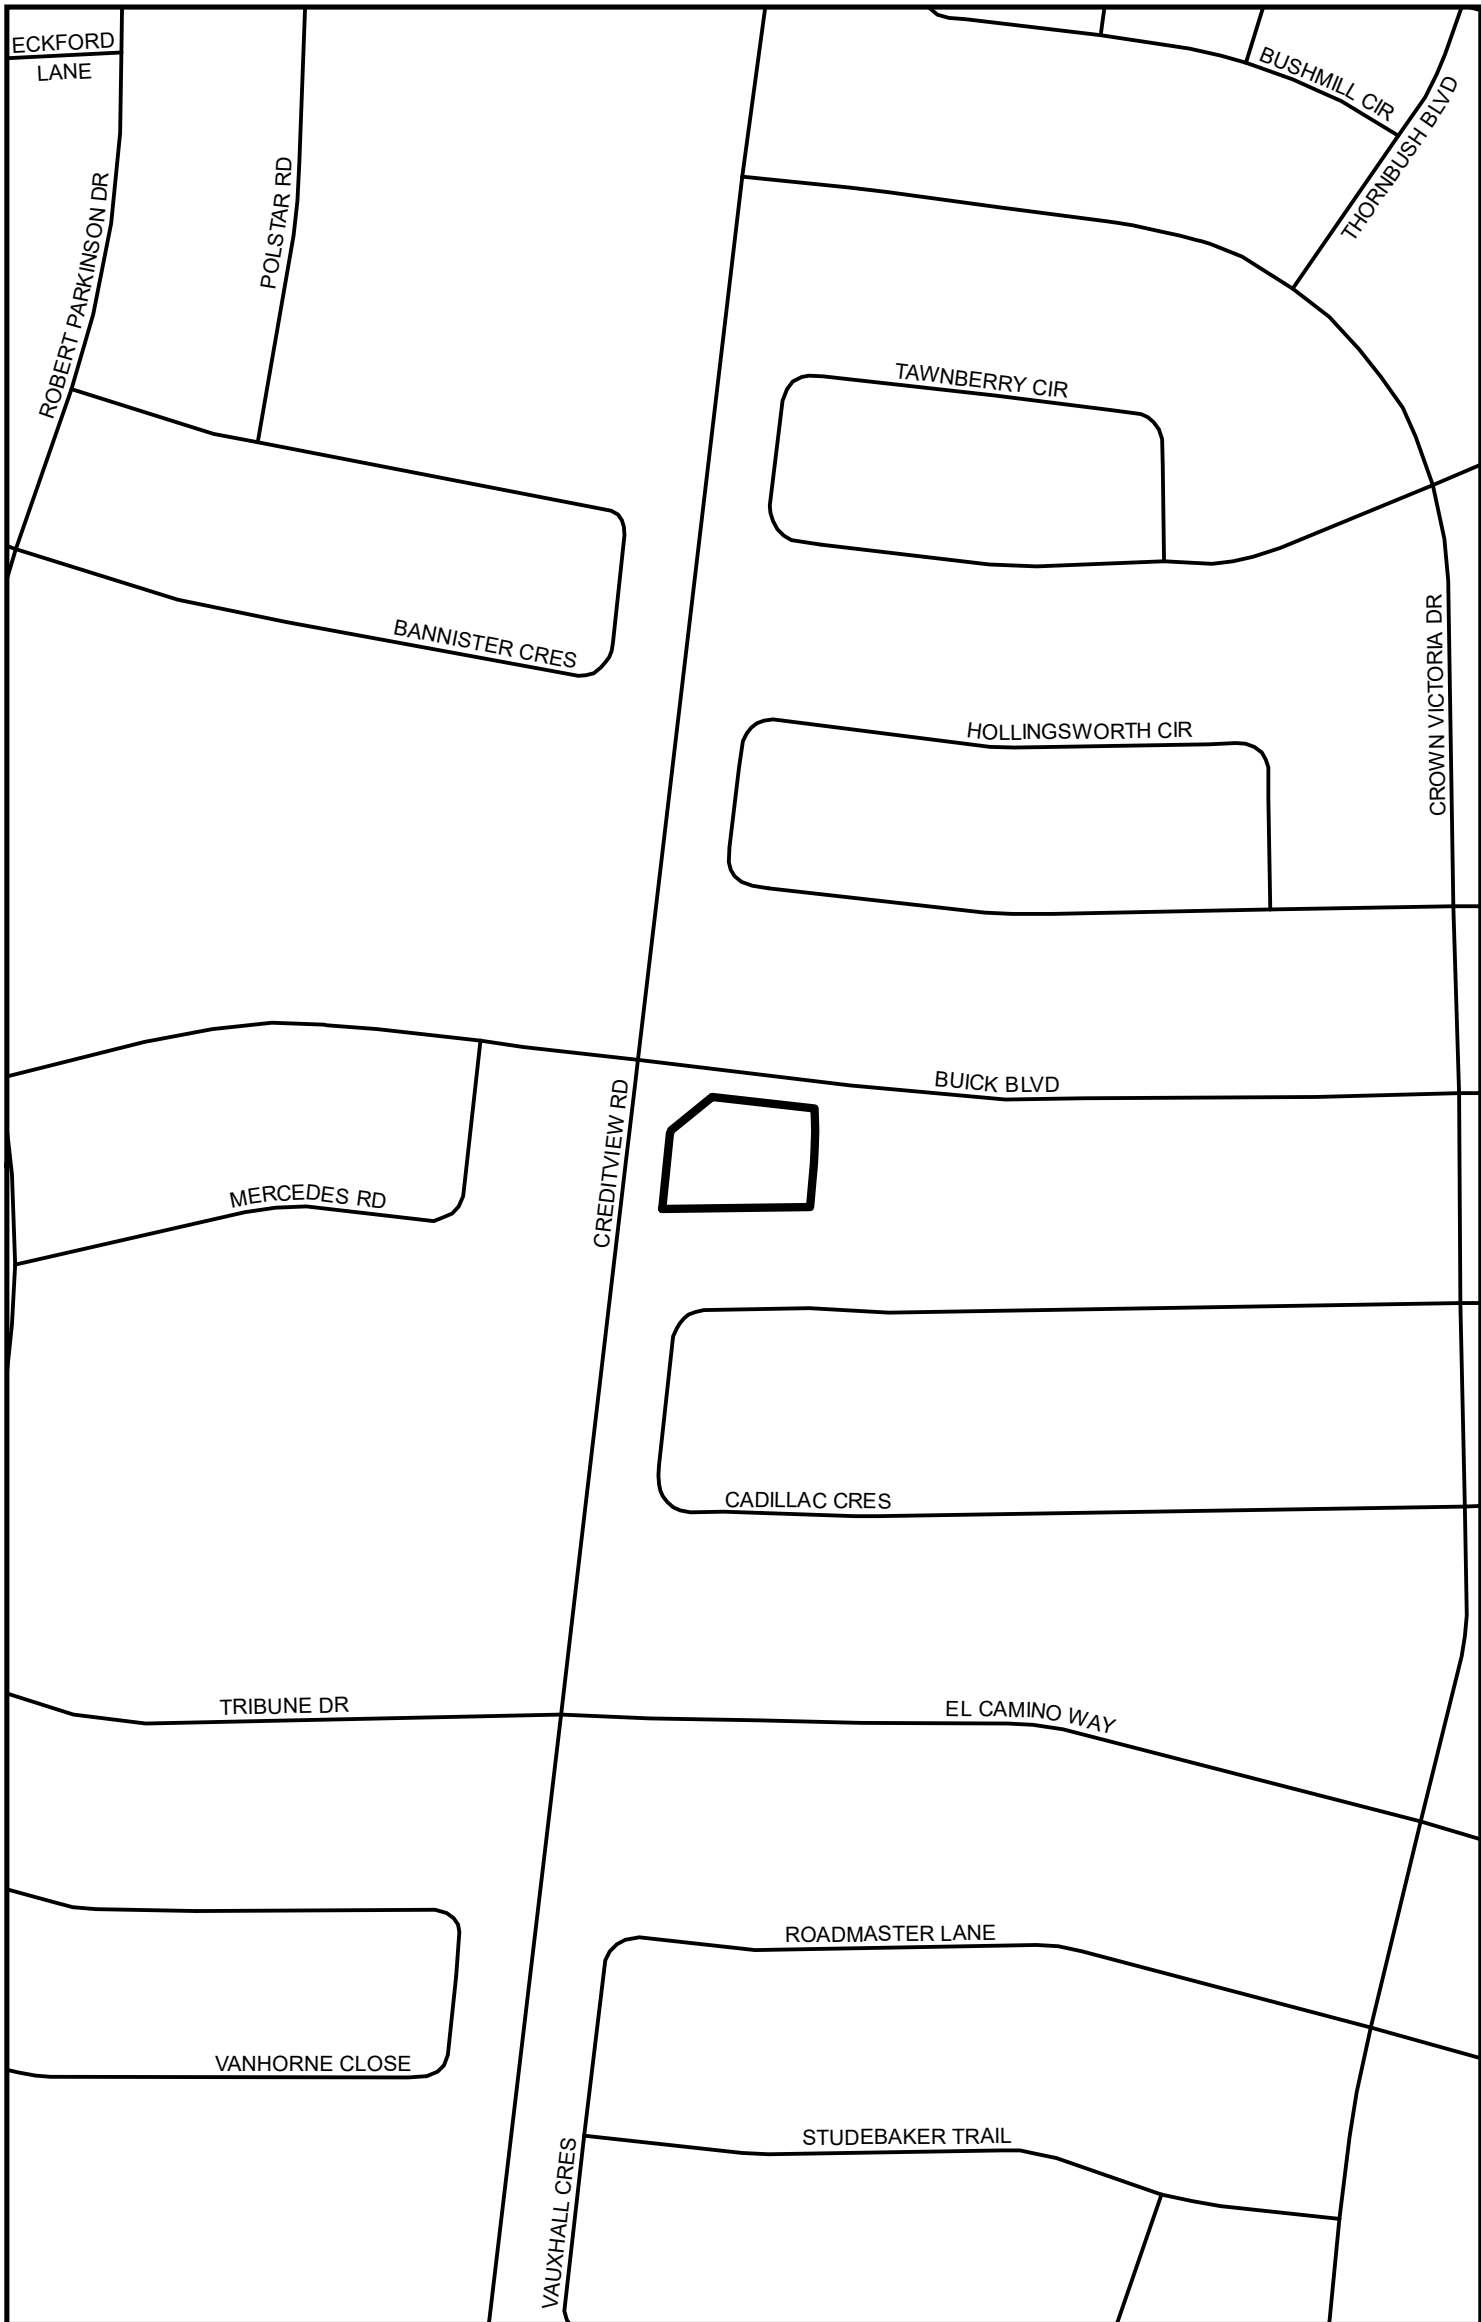 ECKFORD
LANE
BUSHMILL CIR
THORNBUSH BLVD
ROBERT PARKINSON DR
POLSTAR RD
TAWNBERRY CIR
BANNISTER CRES
CROWN VICTORIA DR
HOLLINGSWORTH CIR
BUICK BLVD
CREDITVIEW RD
MERCEDES RD
CADILLAC CRES
TRIBUNE DR
EL CAMINO WAY
ROADMASTER LANE
VANHORNE CLOSE
STUDEBAKER TRAIL
VAUXHALL CRES